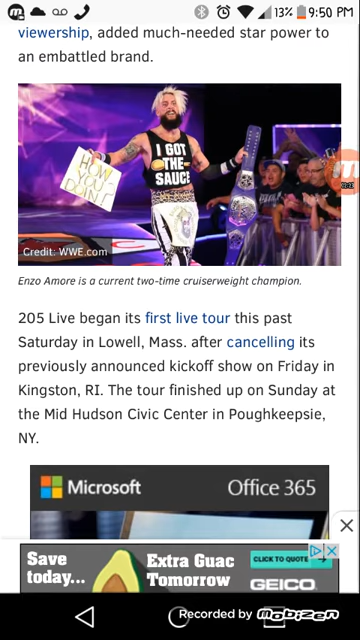 13% 9:50 PM
viewership, added much-needed star power to
an embattled brand.
HOW
YOU
DOIN'
I GOT
THE
SAUCE
Credit: WWE.com
Enzo Amore is a current two-time cruiserweight champion.
205 Live began its first live tour this past
Saturday in Lowell, Mass. after cancelling its
previously announced kickoff show on Friday in
Kingston, RI. The tour finished up on Sunday at
the Mid Hudson Civic Center in Poughkeepsie,
NY.
Microsoft Office 365
Save
today...
Extra Guac
Tomorrow
CLICK TO QUOTE
GEICO
Recorded by mobizen